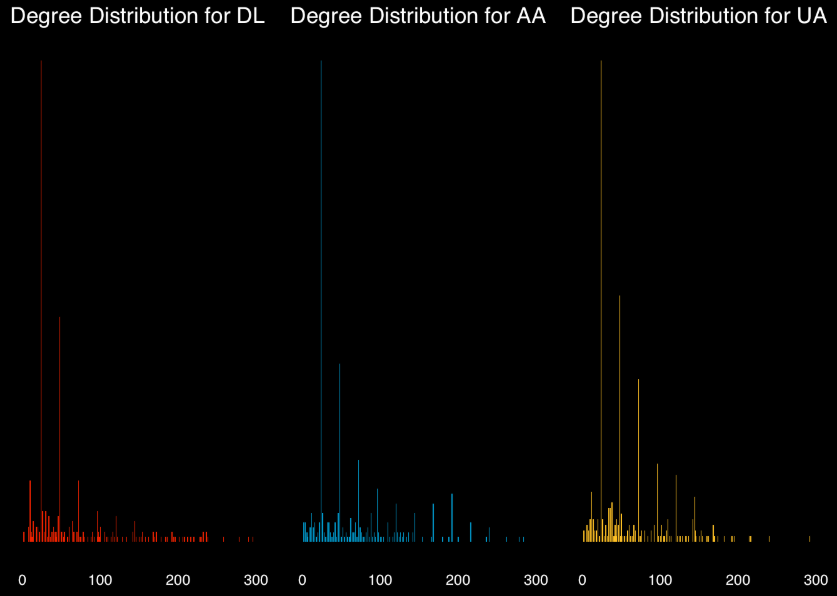 Degree Distribution for DL
Degree Distribution for AA
Degree Distribution for UA
0 100 200 300
0 100 200 300
0 100 200 300